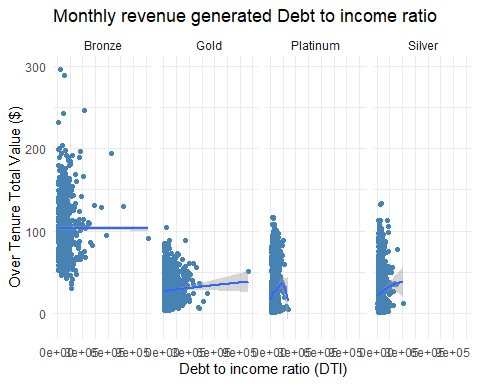 Monthly revenue generated Debt to income ratio
Bronze Gold Platinum Silver
Over Tenure Total Value ($)
300
200
100
0
Debt to income ratio (DTI)